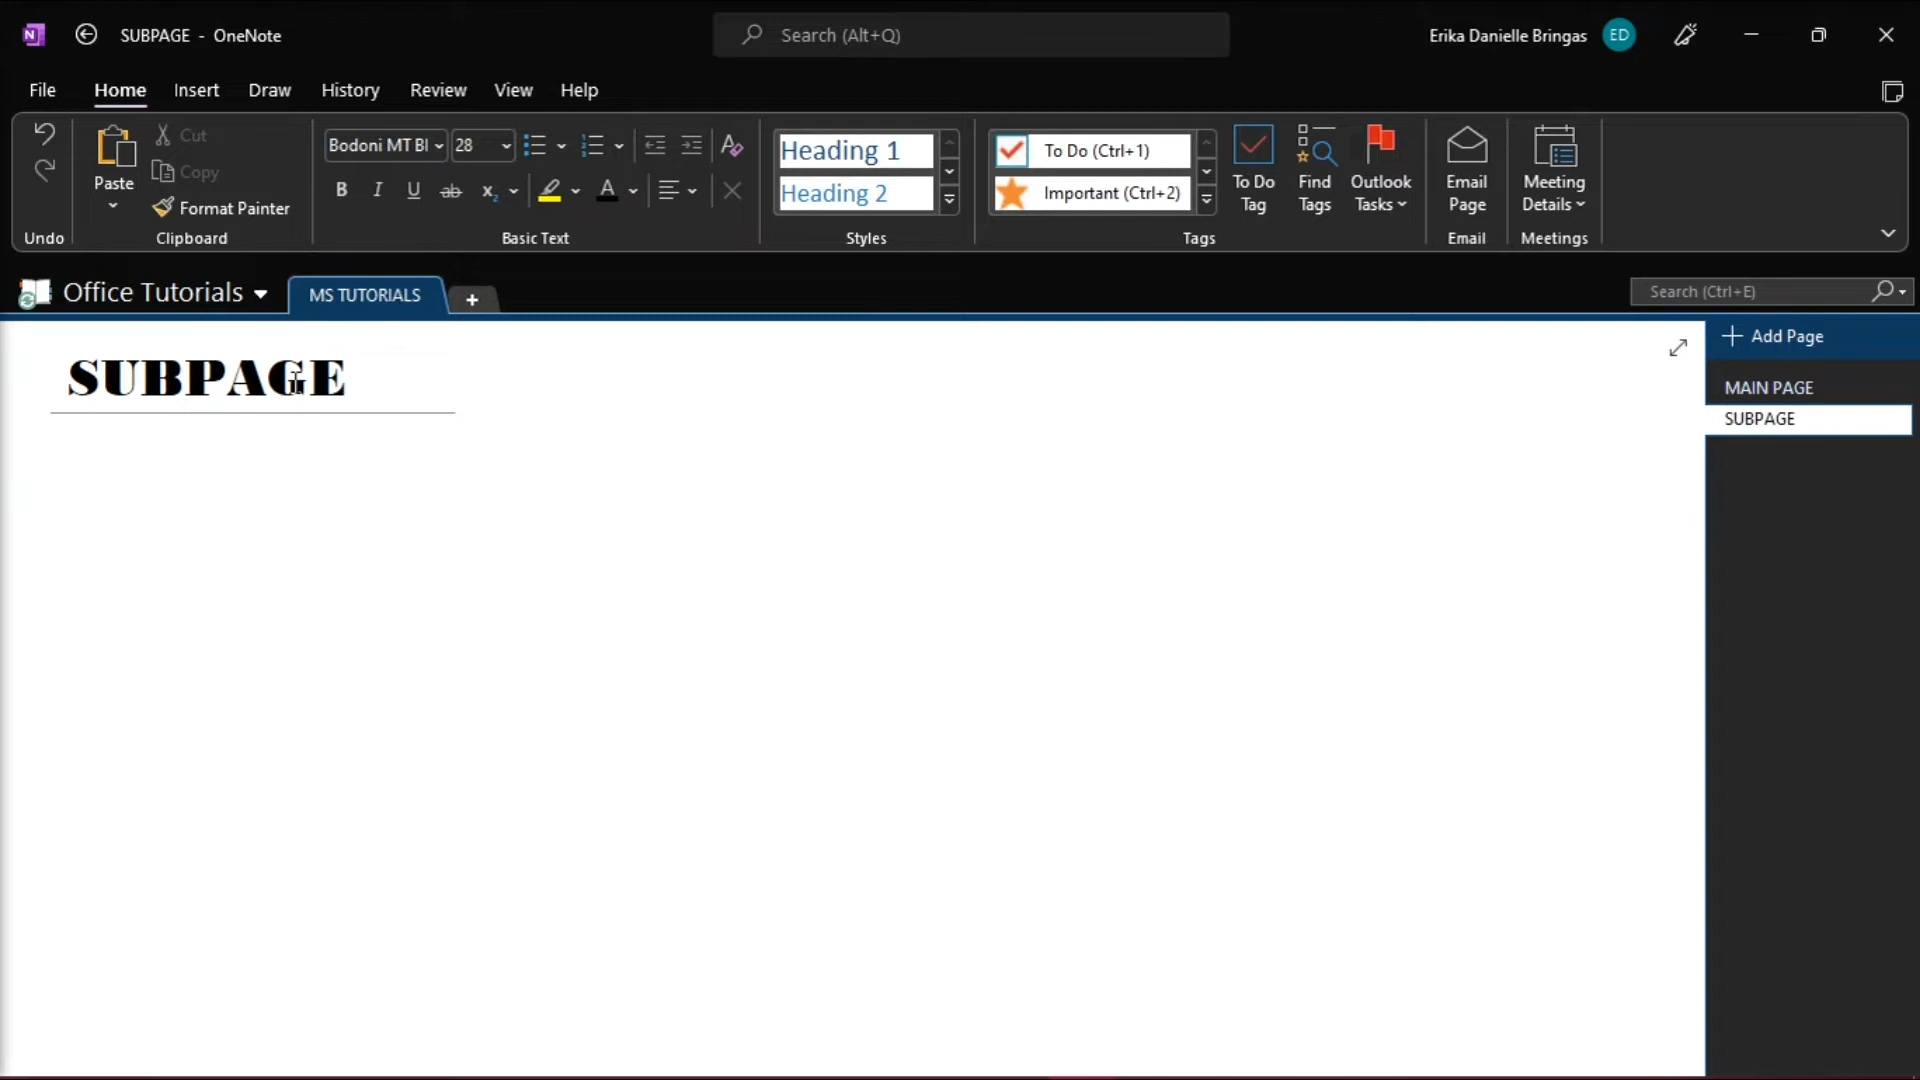 SUBPAGE - OneNote
Search (Alt+Q)
Erika Danielle Bringas
ED
File
Home
Insert
Draw
History
Review
View
Help
Undo
Paste
Cut
Copy
Format Painter
Clipboard
Bodoni MT Bl
28
Basic Text
Heading 1
Heading 2
Styles
To Do (Ctrl+1)
Important (Ctrl+2)
To Do
Tag
Find
Tags
Outlook
Tasks
Tags
Email
Page
Email
Meeting
Details
Meetings
Office Tutorials
MS TUTORIALS
Search (Ctrl+E)
SUBPAGE
Add Page
MAIN PAGE
SUBPAGE